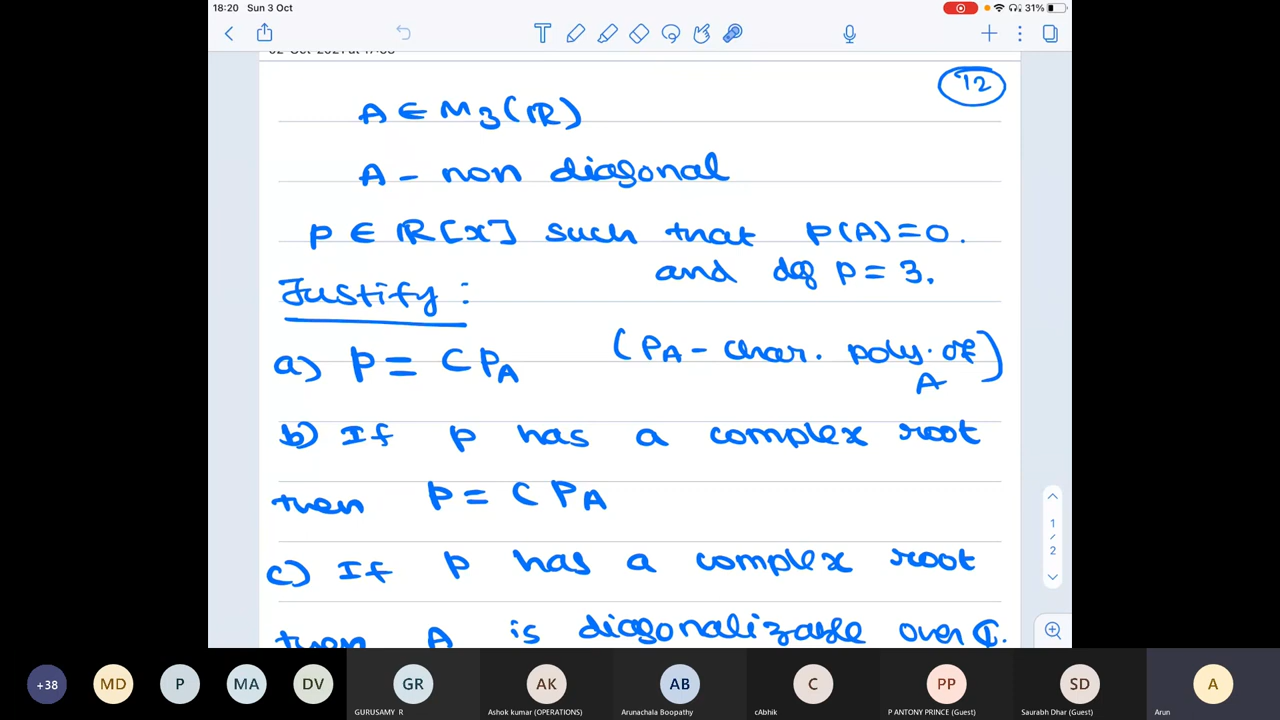 18:20 Sun 3 Oct
31%
T2
A ∈ M3(ℝ)
A - non diagonal
p ∈ ℝ[x] such that p(A)=0.
and deg p = 3.
Justify :
a) p = C PA (PA - char. poly. of A)
b) If p has a complex root
then p = C PA
c) If p has a complex root
then A is diagonalizable over ℂ.
1
/
2
+38 MD P MA DV GR AK AB C PP SD A
GURUSAMY R Ashok kumar (OPERATIONS) Arunachala Boopathy cAbhik P ANTONY PRINCE (Guest) Saurabh Dhar (Guest) Arun